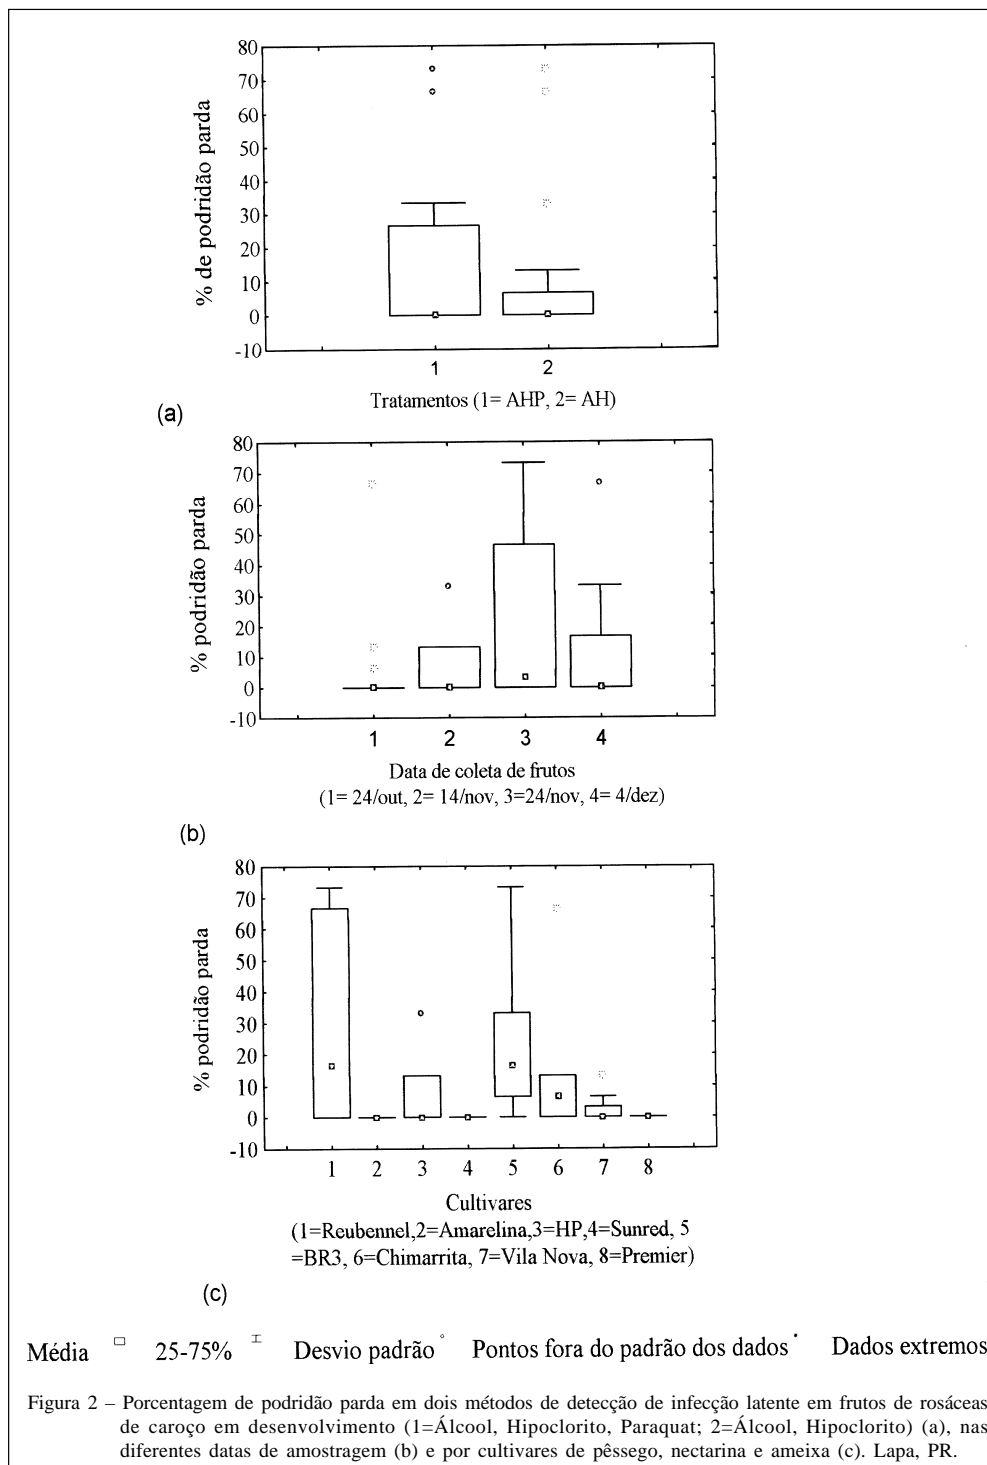 80
70
60
50
40
30
20
10
0
-10
% de podridão parda
1 2
Tratamentos (1= AHP, 2= AH)
(a)
80
70
60
50
40
30
20
10
0
-10
% podridão parda
1 2 3 4
Data de coleta de frutos
(1= 24/out, 2= 14/nov, 3=24/nov, 4= 4/dez)
(b)
80
70
60
50
40
30
20
10
0
-10
% podridão parda
1 2 3 4 5 6 7 8
Cultivares
(1=Reubennel,2=Amarelina,3=HP,4=Sunred, 5
=BR3, 6=Chimarrita, 7=Vila Nova, 8=Premier)
(c)
Média 25-75% Desvio padrão Pontos fora do padrão dos dados Dados extremos
Figura 2 – Porcentagem de podridão parda em dois métodos de detecção de infecção latente em frutos de rosáceas
de caroço em desenvolvimento (1=Álcool, Hipoclorito, Paraquat; 2=Álcool, Hipoclorito) (a), nas
diferentes datas de amostragem (b) e por cultivares de pêssego, nectarina e ameixa (c). Lapa, PR.